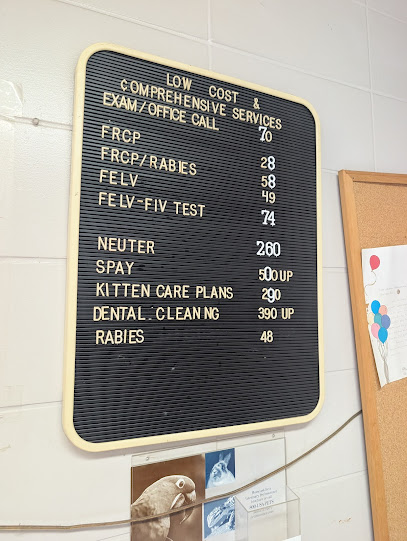 LOW COST &
COMPREHENSIVE SERVICES
EXAM/OFFICE CALL 70
FRCP 28
FRCP/RABIES 58
FELV 49
FELV-FIV TEST 74
NEUTER 260
SPAY 500 UP
KITTEN CARE PLANS 290
DENTAL. CLEANING 390 UP
RABIES 48